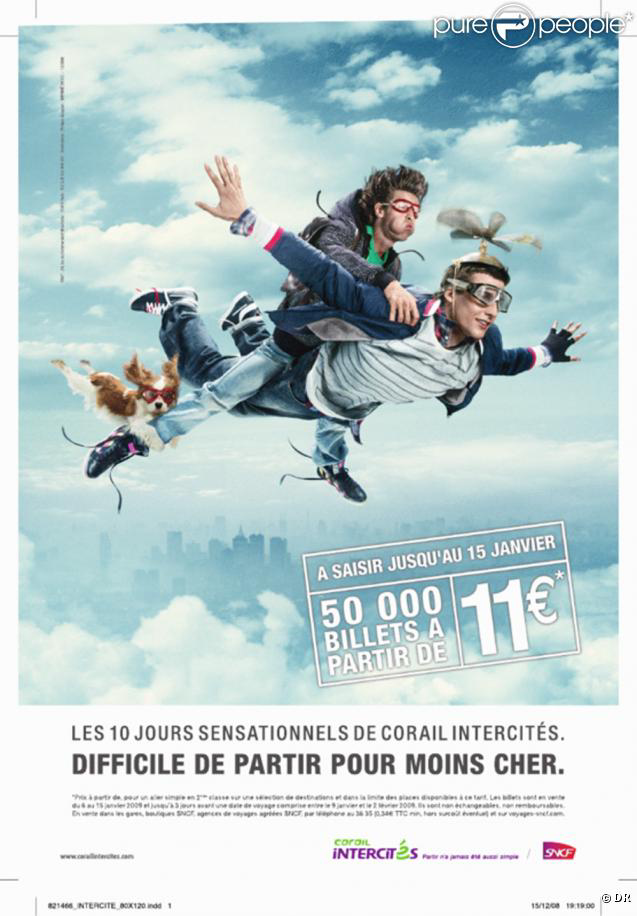 pure people*
A SAISIR JUSQU'AU 15 JANVIER
50 000
BILLETS A
PARTIR DE
11€*
LES 10 JOURS SENSATIONNELS DE CORAIL INTERCITÉS.
DIFFICILE DE PARTIR POUR MOINS CHER.
*Prix à partir de, pour un aller simple en 2ème classe sur une sélection de destinations et dans la limite des places disponibles à ce tarif. Les billets sont en vente
du 6 au 15 janvier 2009 et jusqu'à 3 jours avant une date de voyage comprise entre le 9 janvier et le 2 février 2009. Ils sont non échangeables, non remboursables.
En vente dans les gares, boutiques SNCF, agences de voyages agréées SNCF, par téléphone au 36 35 (0,34€ TTC min, hors surcoût éventuel) et sur voyages-sncf.com.
www.corailintercites.com
corail
INTERCITéS
Partir n'a jamais été aussi simple
/
SNCF
821466_INTERCITE_80X120.indd 1
15/12/08 19:19:00
© DR